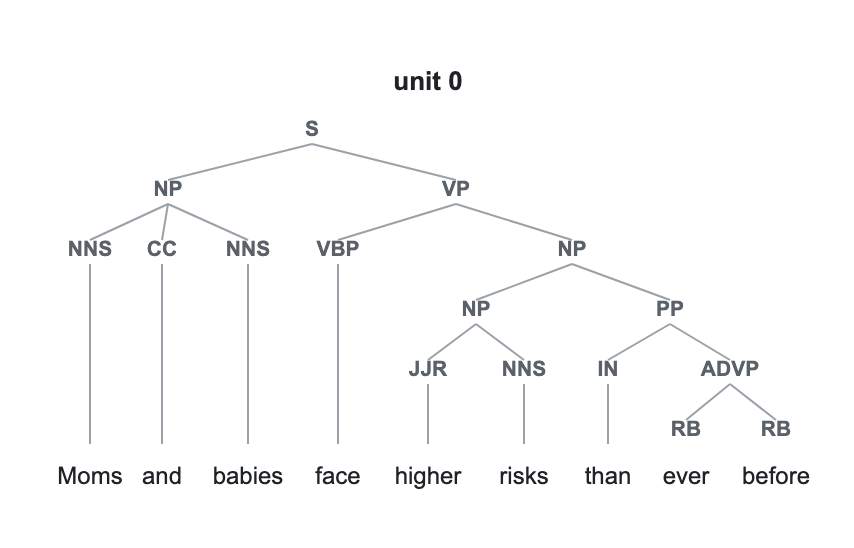 unit 0
S
NP VP
NNS CC NNS VBP NP
NP PP
JJR NNS IN ADVP
RB RB
Moms and babies face higher risks than ever before